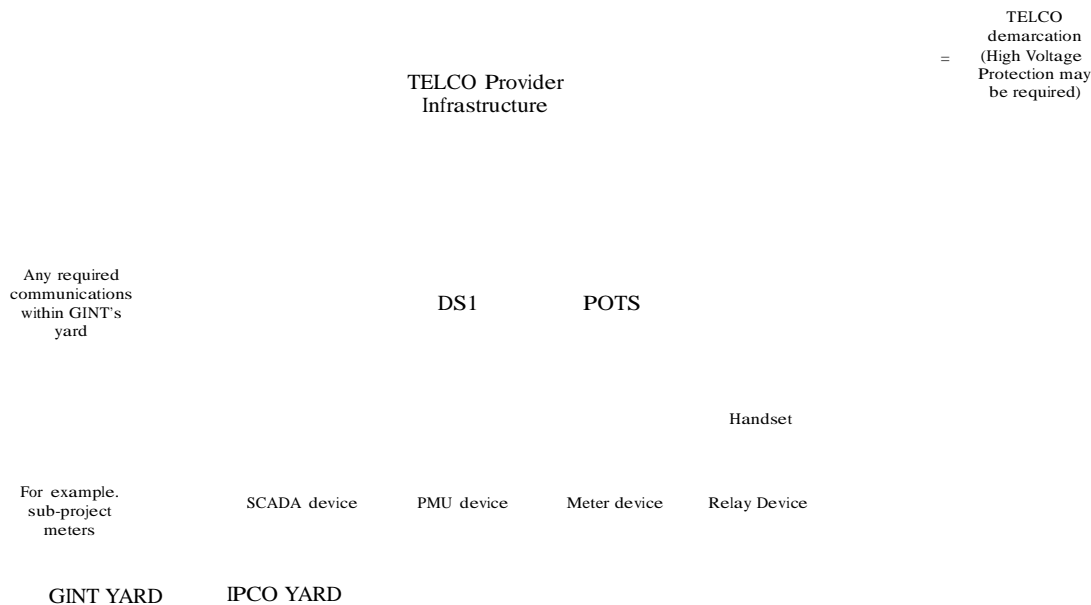 TELCO
demarcation
= (High Voltage
Protection may
be required)
TELCO Provider
Infrastructure
Any required
communications
within GINT's
yard
DS1 POTS
Handset
For example.
sub-project
meters
SCADA device PMU device Meter device Relay Device
GINT YARD IPCO YARD